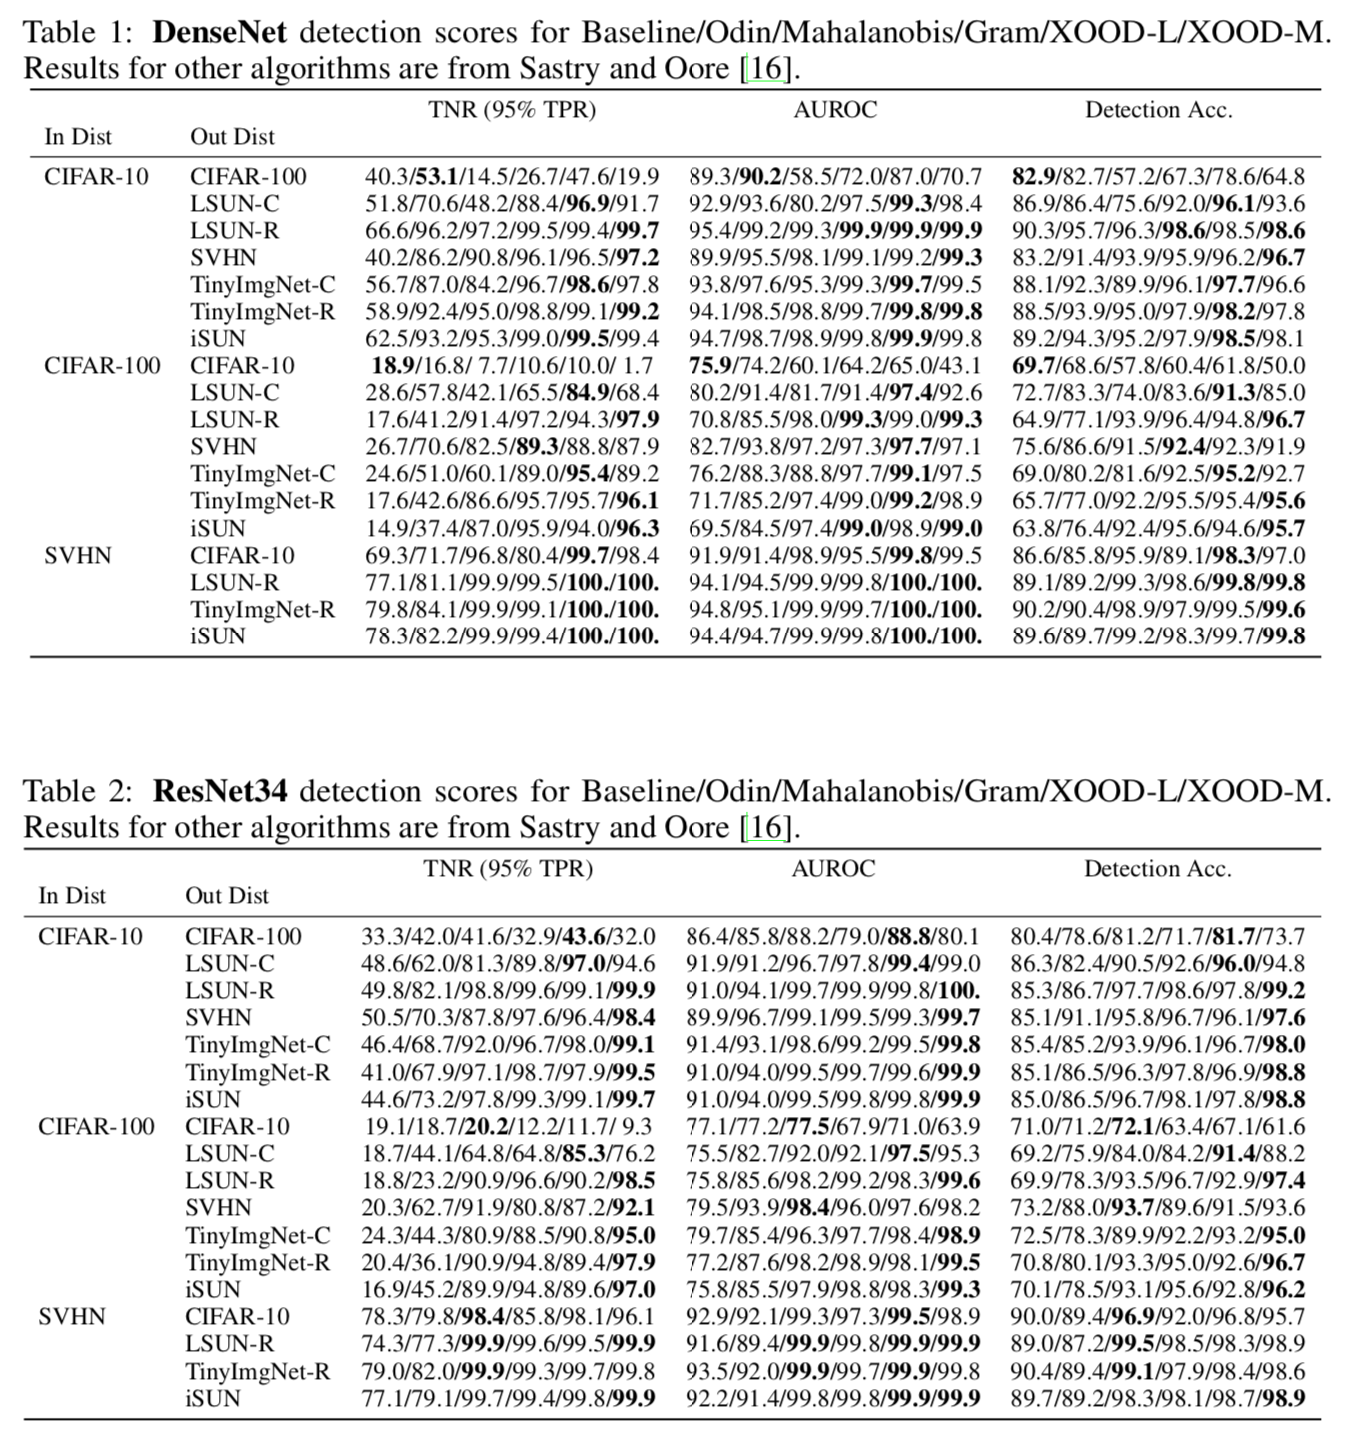 Table 1: DenseNet detection scores for Baseline/Odin/Mahalanobis/Gram/XOOD-L/XOOD-M.
Results for other algorithms are from Sastry and Oore [16].
TNR (95% TPR) AUROC Detection Acc.
In Dist Out Dist
CIFAR-10 CIFAR-100 40.3/53.1/14.5/26.7/47.6/19.9 89.3/90.2/58.5/72.0/87.0/70.7 82.9/82.7/57.2/67.3/78.6/64.8
LSUN-C 51.8/70.6/48.2/88.4/96.9/91.7 92.9/93.6/80.2/97.5/99.3/98.4 86.9/86.4/75.6/92.0/96.1/93.6
LSUN-R 66.6/96.2/97.2/99.5/99.4/99.7 95.4/99.2/99.3/99.9/99.9/99.9 90.3/95.7/96.3/98.6/98.5/98.6
SVHN 40.2/86.2/90.8/96.1/96.5/97.2 89.9/95.5/98.1/99.1/99.2/99.3 83.2/91.4/93.9/95.9/96.2/96.7
TinyImgNet-C 56.7/87.0/84.2/96.7/98.6/97.8 93.8/97.6/95.3/99.3/99.7/99.5 88.1/92.3/89.9/96.1/97.7/96.6
TinyImgNet-R 58.9/92.4/95.0/98.8/99.1/99.2 94.1/98.5/98.8/99.7/99.8/99.8 88.5/93.9/95.0/97.9/98.2/97.8
iSUN 62.5/93.2/95.3/99.0/99.5/99.4 94.7/98.7/98.9/99.8/99.9/99.8 89.2/94.3/95.2/97.9/98.5/98.1
CIFAR-100 CIFAR-10 18.9/16.8/ 7.7/10.6/10.0/ 1.7 75.9/74.2/60.1/64.2/65.0/43.1 69.7/68.6/57.8/60.4/61.8/50.0
LSUN-C 28.6/57.8/42.1/65.5/84.9/68.4 80.2/91.4/81.7/91.4/97.4/92.6 72.7/83.3/74.0/83.6/91.3/85.0
LSUN-R 17.6/41.2/91.4/97.2/94.3/97.9 70.8/85.5/98.0/99.3/99.0/99.3 64.9/77.1/93.9/96.4/94.8/96.7
SVHN 26.7/70.6/82.5/89.3/88.8/87.9 82.7/93.8/97.2/97.3/97.7/97.1 75.6/86.6/91.5/92.4/92.3/91.9
TinyImgNet-C 24.6/51.0/60.1/89.0/95.4/89.2 76.2/88.3/88.8/97.7/99.1/97.5 69.0/80.2/81.6/92.5/95.2/92.7
TinyImgNet-R 17.6/42.6/86.6/95.7/95.7/96.1 71.7/85.2/97.4/99.0/99.2/98.9 65.7/77.0/92.2/95.5/95.4/95.6
iSUN 14.9/37.4/87.0/95.9/94.0/96.3 69.5/84.5/97.4/99.0/98.9/99.0 63.8/76.4/92.4/95.6/94.6/95.7
SVHN CIFAR-10 69.3/71.7/96.8/80.4/99.7/98.4 91.9/91.4/98.9/95.5/99.8/99.5 86.6/85.8/95.9/89.1/98.3/97.0
LSUN-R 77.1/81.1/99.9/99.5/100./100. 94.1/94.5/99.9/99.8/100./100. 89.1/89.2/99.3/98.6/99.8/99.8
TinyImgNet-R 79.8/84.1/99.9/99.1/100./100. 94.8/95.1/99.9/99.7/100./100. 90.2/90.4/98.9/97.9/99.5/99.6
iSUN 78.3/82.2/99.9/99.4/100./100. 94.4/94.7/99.9/99.8/100./100. 89.6/89.7/99.2/98.3/99.7/99.8
Table 2: ResNet34 detection scores for Baseline/Odin/Mahalanobis/Gram/XOOD-L/XOOD-M.
Results for other algorithms are from Sastry and Oore [16].
TNR (95% TPR) AUROC Detection Acc.
In Dist Out Dist
CIFAR-10 CIFAR-100 33.3/42.0/41.6/32.9/43.6/32.0 86.4/85.8/88.2/79.0/88.8/80.1 80.4/78.6/81.2/71.7/81.7/73.7
LSUN-C 48.6/62.0/81.3/89.8/97.0/94.6 91.9/91.2/96.7/97.8/99.4/99.0 86.3/82.4/90.5/92.6/96.0/94.8
LSUN-R 49.8/82.1/98.8/99.6/99.1/99.9 91.0/94.1/99.7/99.9/99.8/100. 85.3/86.7/97.7/98.6/97.8/99.2
SVHN 50.5/70.3/87.8/97.6/96.4/98.4 89.9/96.7/99.1/99.5/99.3/99.7 85.1/91.1/95.8/96.7/96.1/97.6
TinyImgNet-C 46.4/68.7/92.0/96.7/98.0/99.1 91.4/93.1/98.6/99.2/99.5/99.8 85.4/85.2/93.9/96.1/96.7/98.0
TinyImgNet-R 41.0/67.9/97.1/98.7/97.9/99.5 91.0/94.0/99.5/99.7/99.6/99.9 85.1/86.5/96.3/97.8/96.9/98.8
iSUN 44.6/73.2/97.8/99.3/99.1/99.7 91.0/94.0/99.5/99.8/99.8/99.9 85.0/86.5/96.7/98.1/97.8/98.8
CIFAR-100 CIFAR-10 19.1/18.7/20.2/12.2/11.7/ 9.3 77.1/77.2/77.5/67.9/71.0/63.9 71.0/71.2/72.1/63.4/67.1/61.6
LSUN-C 18.7/44.1/64.8/64.8/85.3/76.2 75.5/82.7/92.0/92.1/97.5/95.3 69.2/75.9/84.0/84.2/91.4/88.2
LSUN-R 18.8/23.2/90.9/96.6/90.2/98.5 75.8/85.6/98.2/99.2/98.3/99.6 69.9/78.3/93.5/96.7/92.9/97.4
SVHN 20.3/62.7/91.9/80.8/87.2/92.1 79.5/93.9/98.4/96.0/97.6/98.2 73.2/88.0/93.7/89.6/91.5/93.6
TinyImgNet-C 24.3/44.3/80.9/88.5/90.8/95.0 79.7/85.4/96.3/97.7/98.4/98.9 72.5/78.3/89.9/92.2/93.2/95.0
TinyImgNet-R 20.4/36.1/90.9/94.8/89.4/97.9 77.2/87.6/98.2/98.9/98.1/99.5 70.8/80.1/93.3/95.0/92.6/96.7
iSUN 16.9/45.2/89.9/94.8/89.6/97.0 75.8/85.5/97.9/98.8/98.3/99.3 70.1/78.5/93.1/95.6/92.8/96.2
SVHN CIFAR-10 78.3/79.8/98.4/85.8/98.1/96.1 92.9/92.1/99.3/97.3/99.5/98.9 90.0/89.4/96.9/92.0/96.8/95.7
LSUN-R 74.3/77.3/99.9/99.6/99.5/99.9 91.6/89.4/99.9/99.8/99.9/99.9 89.0/87.2/99.5/98.5/98.3/98.9
TinyImgNet-R 79.0/82.0/99.9/99.3/99.7/99.8 93.5/92.0/99.9/99.7/99.9/99.8 90.4/89.4/99.1/97.9/98.4/98.6
iSUN 77.1/79.1/99.7/99.4/99.8/99.9 92.2/91.4/99.8/99.8/99.9/99.9 89.7/89.2/98.3/98.1/98.7/98.9